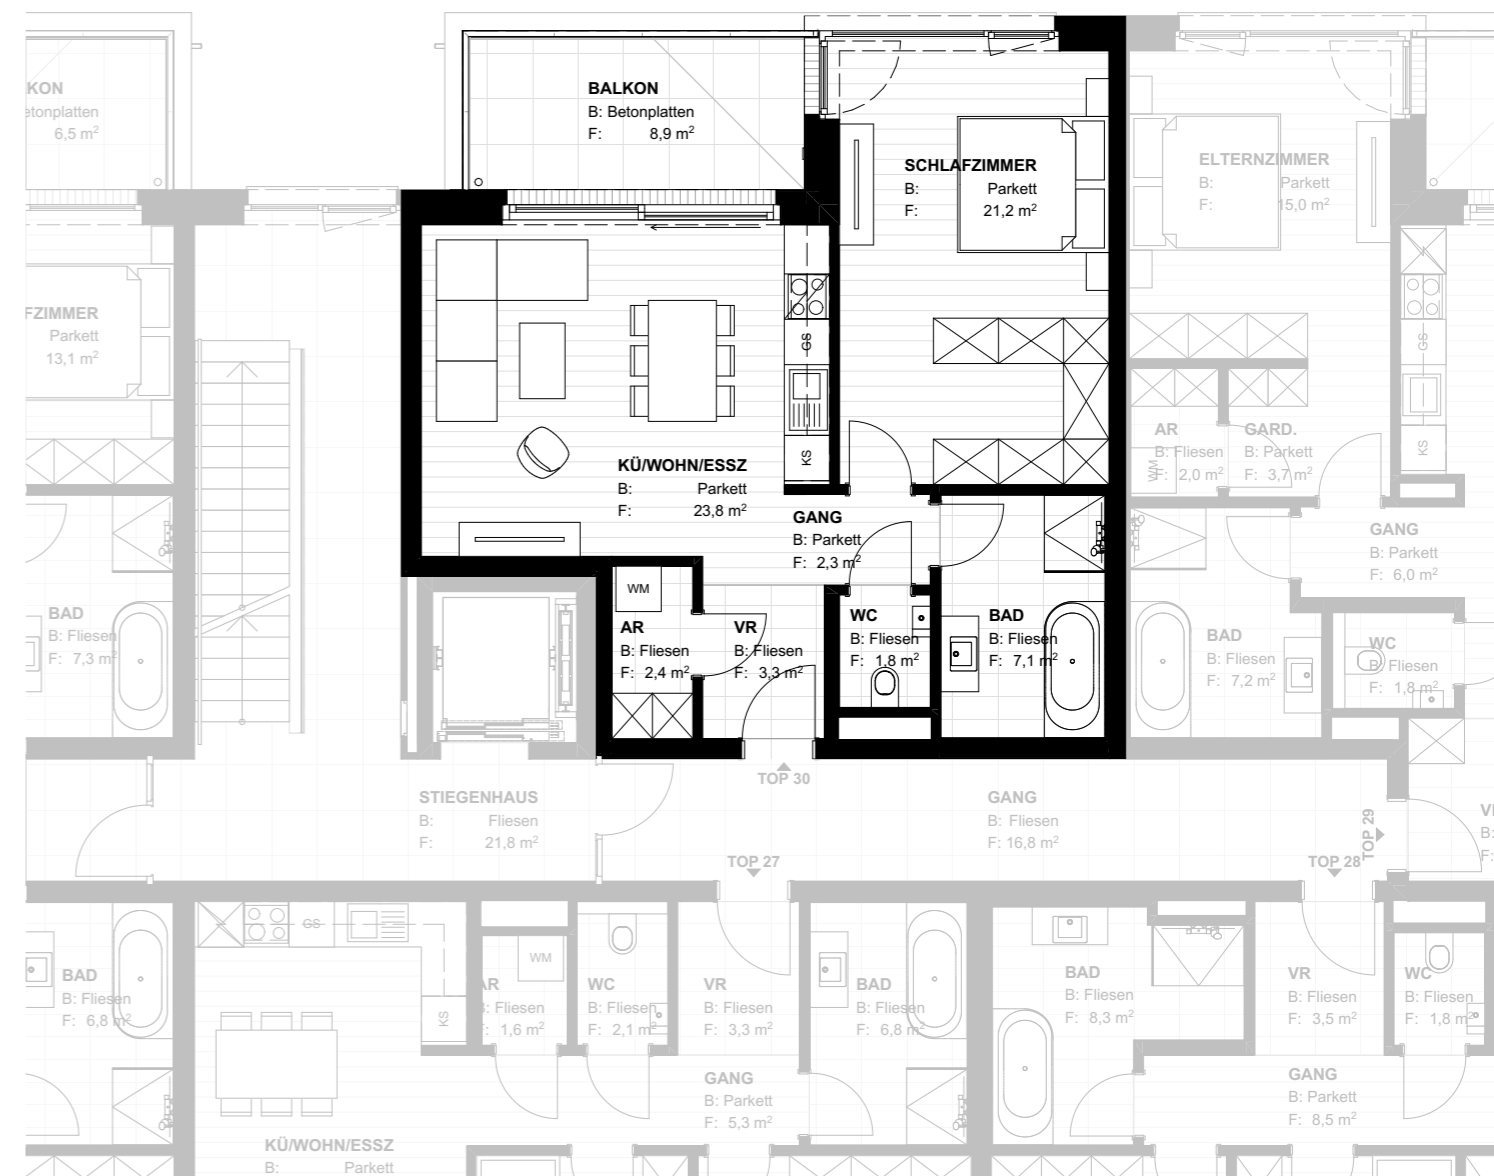 KON
etonplatten
6,5 m²
BALKON
B: Betonplatten
F: 8,9 m²
SCHLAFZIMMER
B: Parkett
F: 21,2 m²
ELTERNZIMMER
B: Parkett
F: 15,0 m²
FZIMMER
Parkett
13,1 m²
GS
KS
GS
KS
KÜ/WOHN/ESSZ
B: Parkett
F: 23,8 m²
AR
B: Fliesen
F: 2,0 m²
WM
GARD.
B: Parkett
F: 3,7 m²
GANG
B: Parkett
F: 2,3 m²
GANG
B: Parkett
F: 6,0 m²
BAD
B: Fliesen
F: 7,3 m²
WM
AR
B: Fliesen
F: 2,4 m²
VR
B: Fliesen
F: 3,3 m²
WC
B: Fliesen
F: 1,8 m²
BAD
B: Fliesen
F: 7,1 m²
BAD
B: Fliesen
F: 7,2 m²
WC
B: Fliesen
F: 1,8 m²
TOP 30
STIEGENHAUS
B: Fliesen
F: 21,8 m²
GANG
B: Fliesen
F: 16,8 m²
TOP 29
V
B:
F:
TOP 27
TOP 28
GS
KS
BAD
B: Fliesen
F: 6,8 m²
WM
AR
B: Fliesen
F: 1,6 m²
WC
B: Fliesen
F: 2,1 m²
VR
B: Fliesen
F: 3,3 m²
BAD
B: Fliesen
F: 6,8 m²
BAD
B: Fliesen
F: 8,3 m²
VR
B: Fliesen
F: 3,5 m²
WC
B: Fliesen
F: 1,8 m²
GANG
B: Parkett
F: 5,3 m²
GANG
B: Parkett
F: 8,5 m²
KÜ/WOHN/ESSZ
B: Parkett